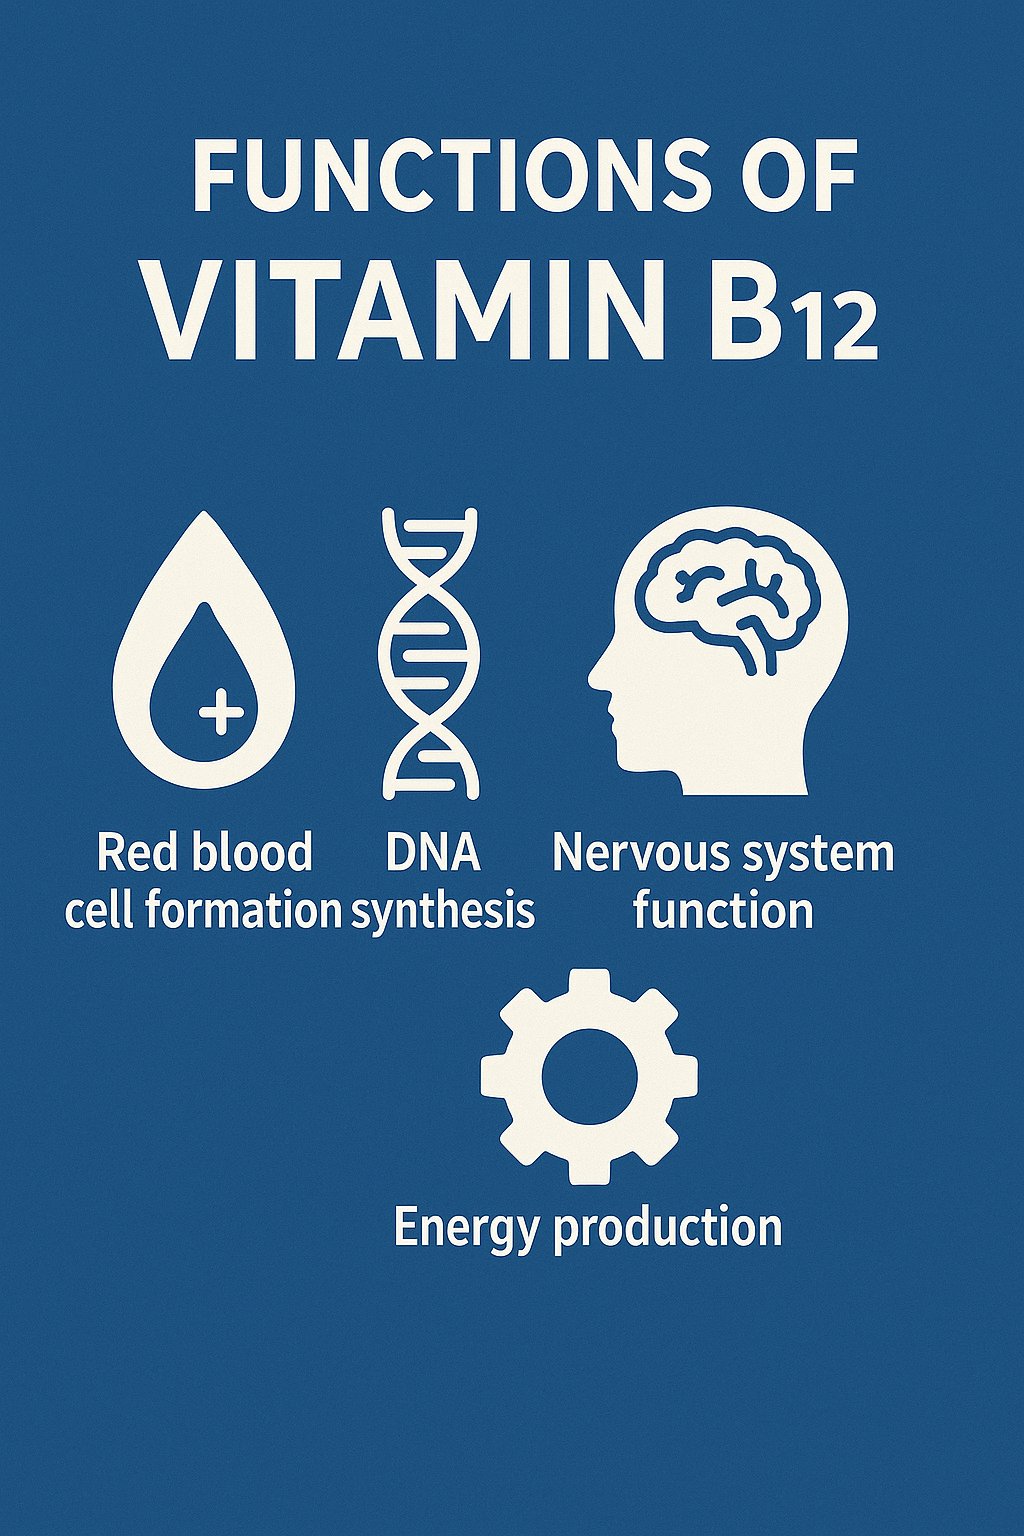 FUNCTIONS OF
VITAMIN B12
Red blood
cell formation
DNA
synthesis
Nervous system
function
Energy production